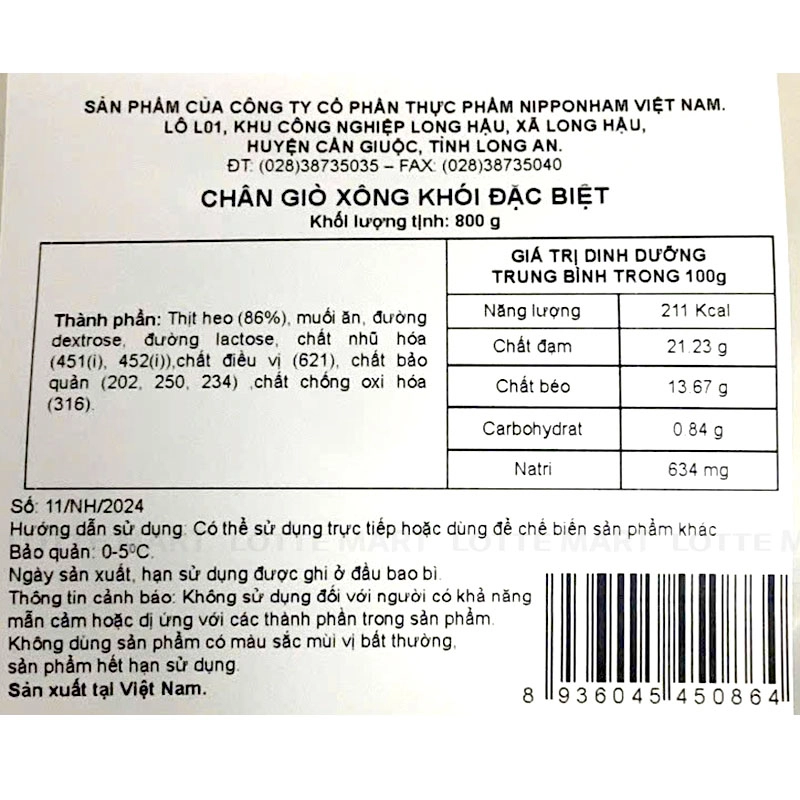 SẢN PHẨM CỦA CÔNG TY CỔ PHẦN THỰC PHẨM NIPPONHAM VIỆT NAM.
LÔ L01, KHU CÔNG NGHIỆP LONG HẬU, XÃ LONG HẬU,
HUYỆN CẦN GIUỘC, TỈNH LONG AN.
ĐT: (028)38735035 – FAX: (028)38735040
CHÂN GIÒ XÔNG KHÓI ĐẶC BIỆT
Khối lượng tịnh: 800 g
Thành phần: Thịt heo (86%), muối ăn, đường
dextrose, đường lactose, chất nhũ hóa
(451(i), 452(i)),chất điều vị (621), chất bảo
quản (202, 250, 234) ,chất chống oxi hóa
(316).
GIÁ TRỊ DINH DƯỠNG
TRUNG BÌNH TRONG 100g
Năng lượng 211 Kcal
Chất đạm 21.23 g
Chất béo 13.67 g
Carbohydrat 0.84 g
Natri 634 mg
Số: 11/NH/2024
Hướng dẫn sử dụng: Có thể sử dụng trực tiếp hoặc dùng để chế biến sản phẩm khác
LOTTE MART LOTTE MART LOTTE MART LOTTE MART
Bảo quản: 0-5⁰C.
Ngày sản xuất, hạn sử dụng được ghi ở đầu bao bì.
Thông tin cảnh báo: Không sử dụng đối với người có khả năng
mẫn cảm hoặc dị ứng với các thành phần trong sản phẩm.
Không dùng sản phẩm có màu sắc mùi vị bất thường,
sản phẩm hết hạn sử dụng.
Sản xuất tại Việt Nam.
8 936045 450864